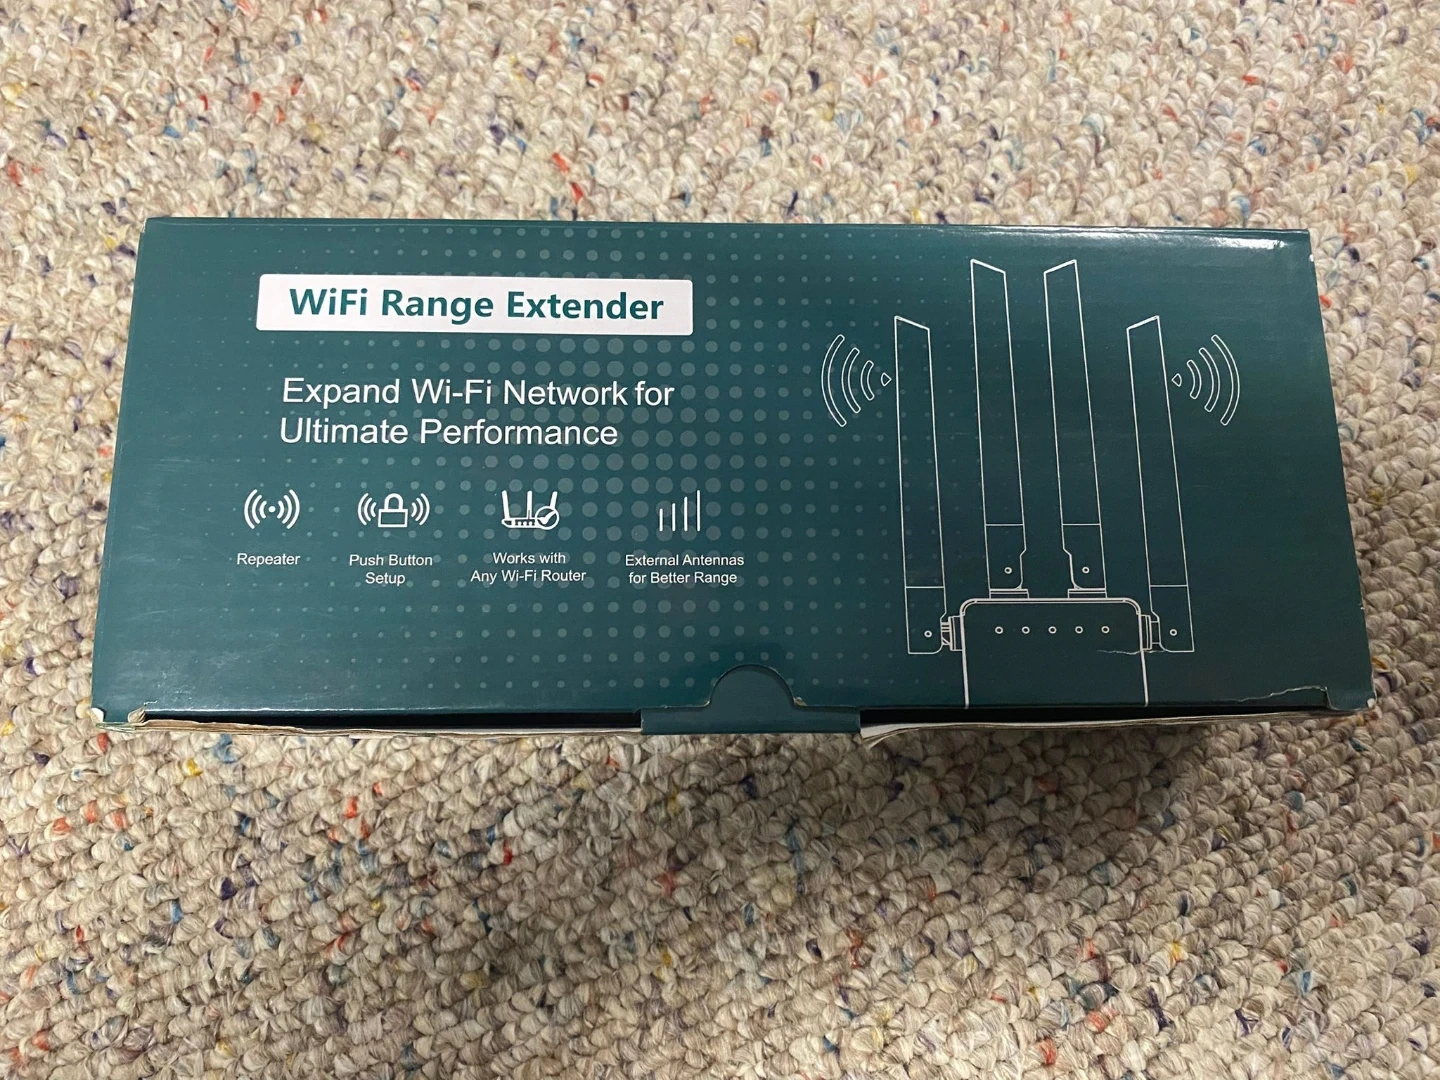 WiFi Range Extender
Expand Wi-Fi Network for
Ultimate Performance
Repeater
Push Button
Setup
Works with
Any Wi-Fi Router
External Antennas
for Better Range